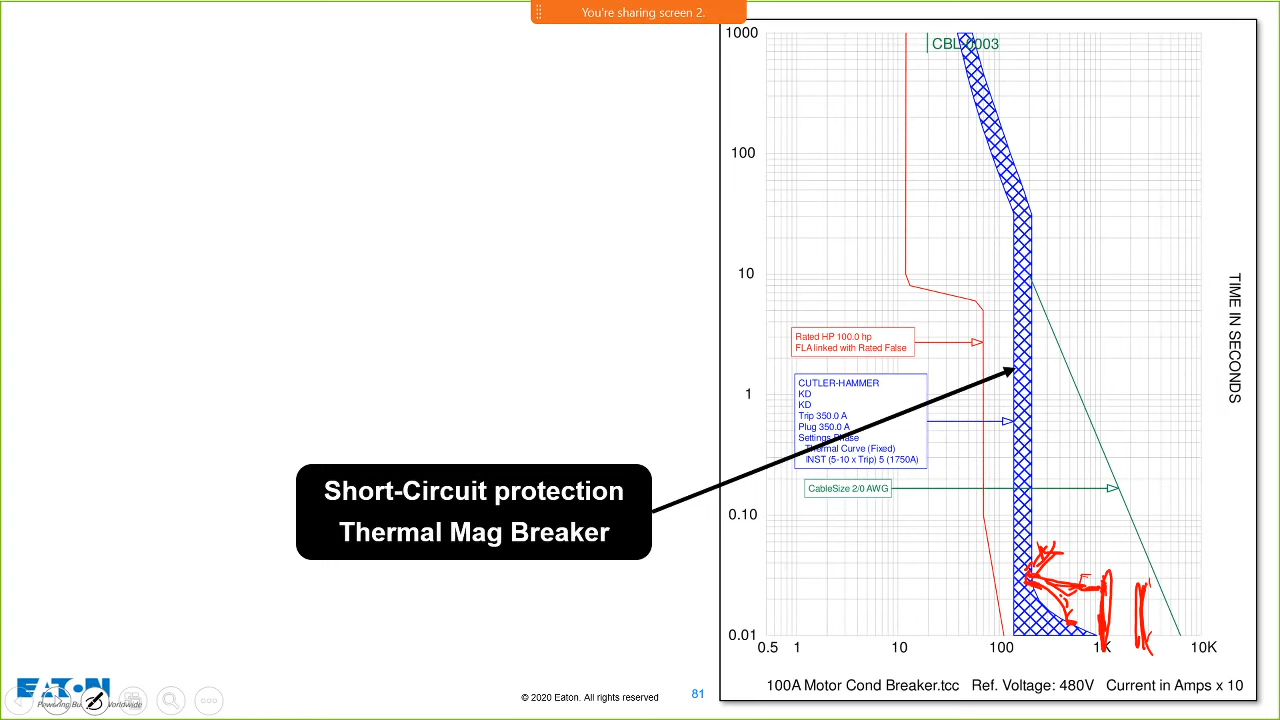 You're sharing screen 2.
CBL-0003
1000
100
10
1
0.10
0.01
TIME IN SECONDS
Rated HP 100.0 hp
FLA linked with Rated False
CUTLER-HAMMER
KD
KD
Trip 350.0 A
Plug 350.0 A
Settings Phase
Thermal Curve (Fixed)
INST (5-10 x Trip) 5 (1750A)
CableSize 2/0 AWG
Short-Circuit protection
Thermal Mag Breaker
0.5 1 10 100 1K 10K
100A Motor Cond Breaker.tcc Ref. Voltage: 480V Current in Amps x 10
EATON
Powering Bu Worldwide
© 2020 Eaton. All rights reserved
81